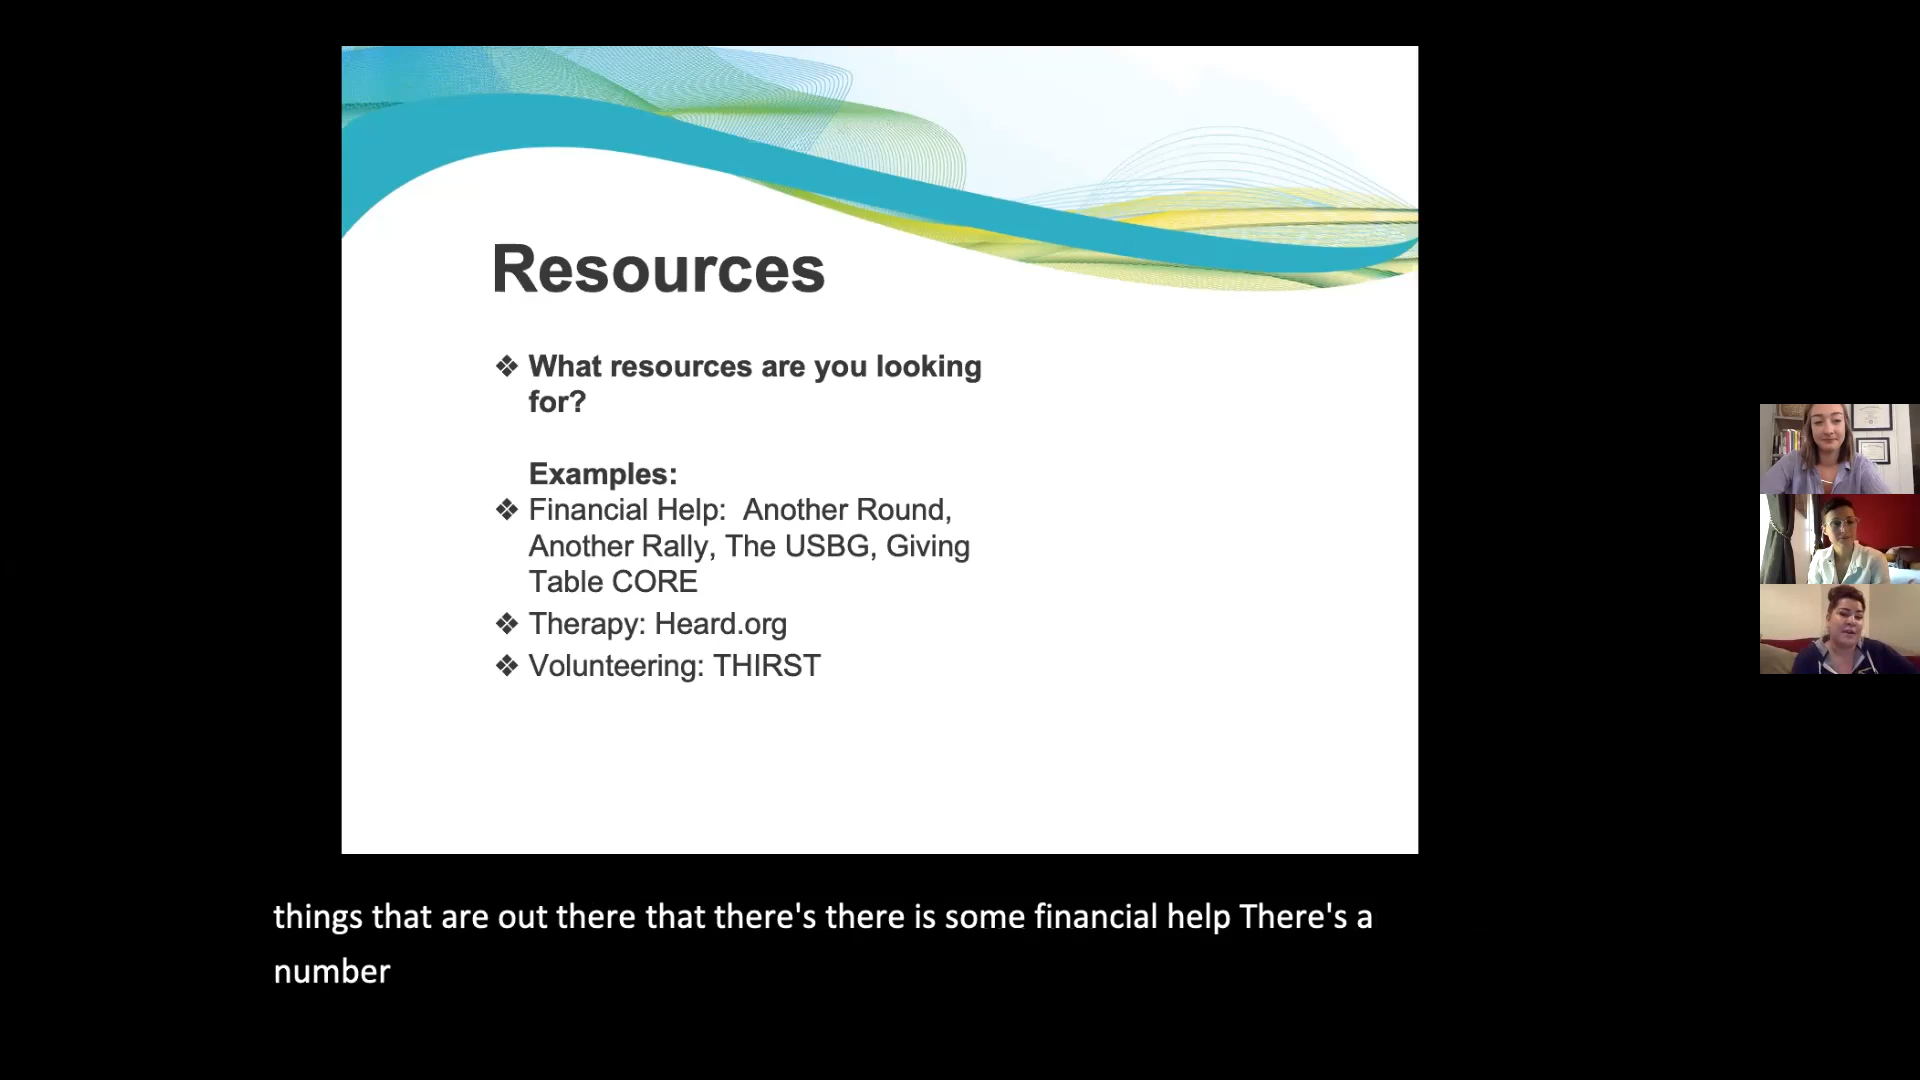 Resources
❖ What resources are you looking
for?
Examples:
❖ Financial Help:  Another Round,
Another Rally, The USBG, Giving
Table CORE
❖ Therapy: Heard.org
❖ Volunteering: THIRST
things that are out there that there's there is some financial help There's a
number